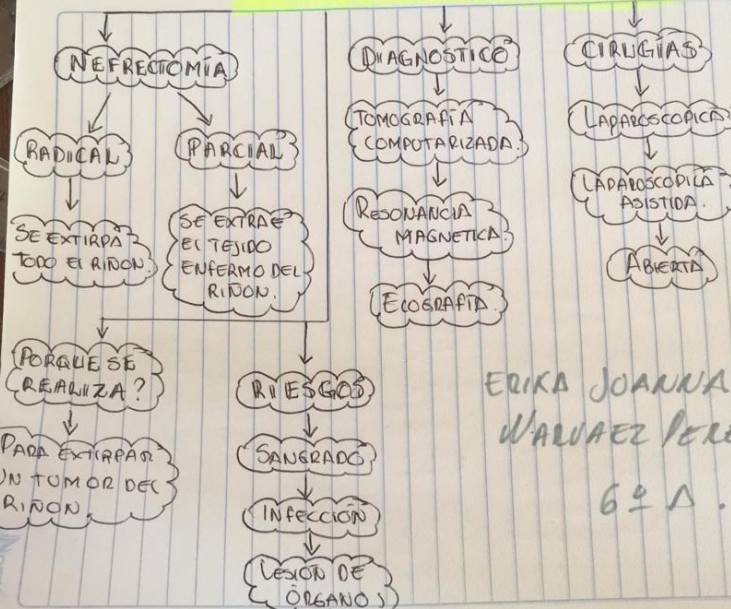 NEFRECTOMÍA
RADICAL
PARCIAL
SE EXTIRPA
TODO El RIÑON.
SE EXTRAE
El TEJIDO
ENFERMO DEL
RIÑON.
DIAGNOSTICO
TOMOGRAFÍA
COMPUTARIZADA.
RESONANCIA
MAGNETICA.
ECOGRAFÍA.
CIRUGÍAS
LAPAROSCOPICA
LAPAROSCOPICA
ASISTIDA.
ABIERTA
PORQUE SE
REALIZA?
PARA EXTIRPAR
UN TUMOR DEL
RIÑON.
RIESGOS
SANGRADO
INFECCIÓN
LESIÓN DE
ÓRGANOS
ERIKA JOANNA
NARVAEZ PERE
6º A.